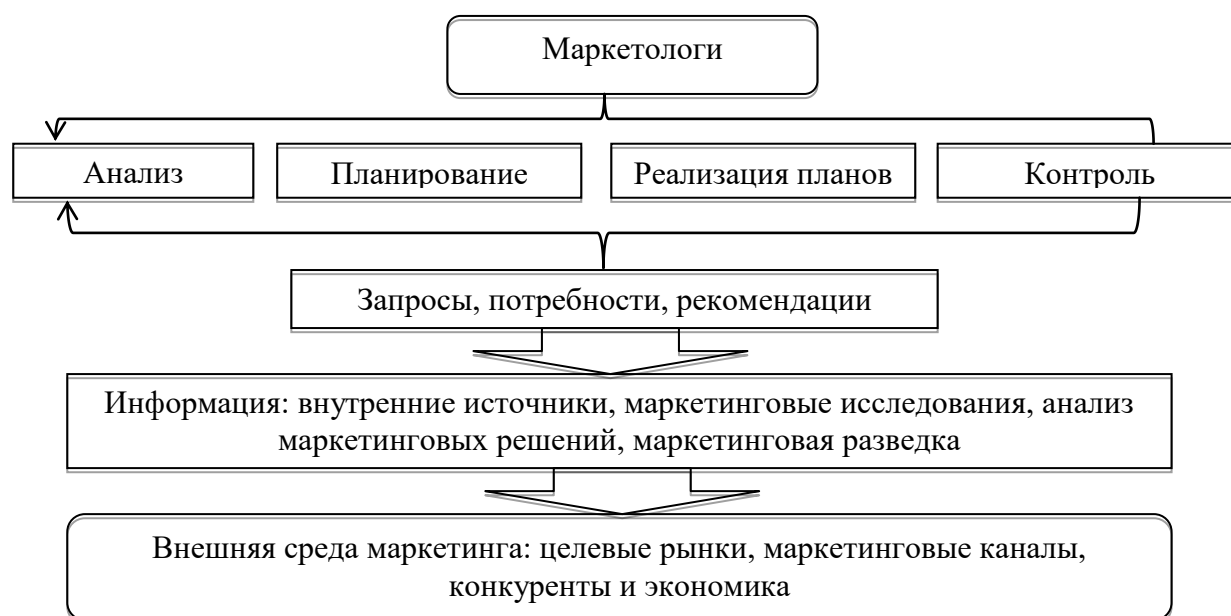 Маркетологи
Анализ
Планирование
Реализация планов
Контроль
Запросы, потребности, рекомендации
Информация: внутренние источники, маркетинговые исследования, анализ
маркетинговых решений, маркетинговая разведка
Внешняя среда маркетинга: целевые рынки, маркетинговые каналы,
конкуренты и экономика